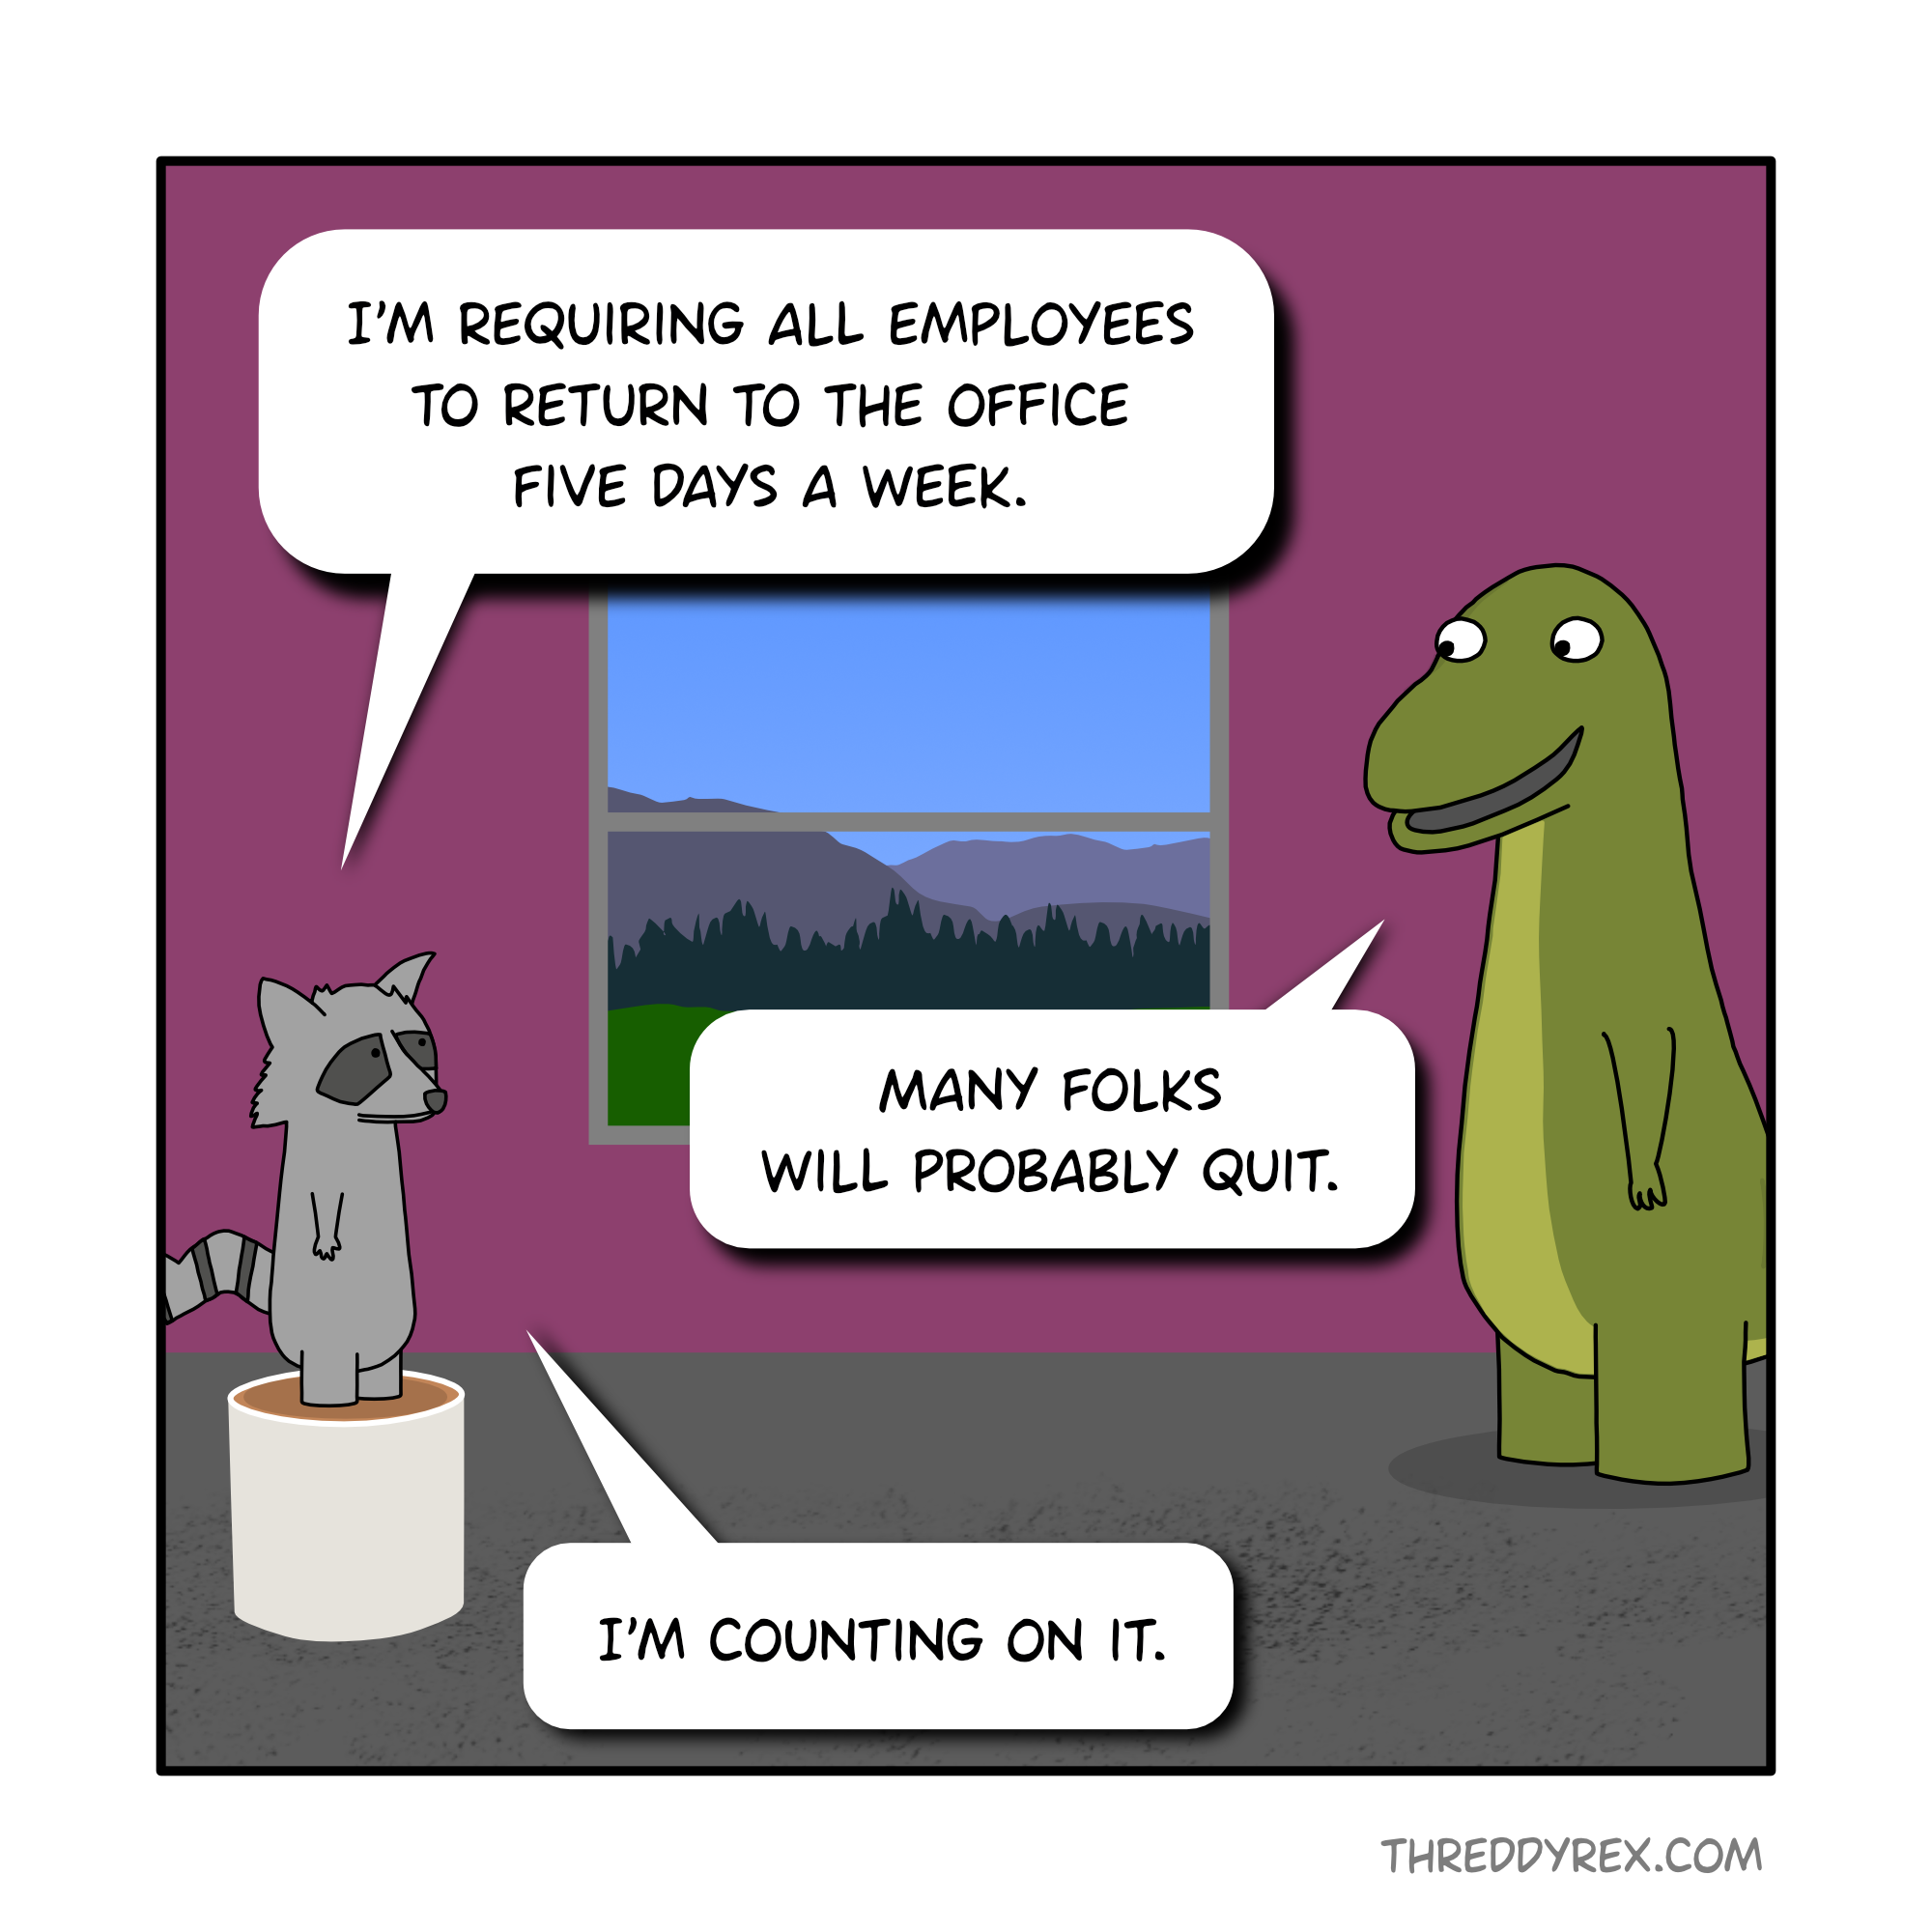 I'M REQUIRING ALL EMPLOYEES
TO RETURN TO THE OFFICE
FIVE DAYS A WEEK.
MANY FOLKS
WILL PROBABLY QUIT.
I'M COUNTING ON IT.
THREDDYREX.COM